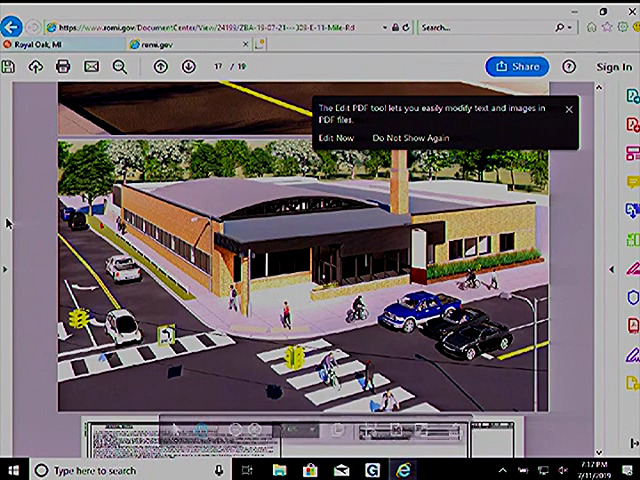 https://www.romi.gov/DocumentCenter/View/24199/ZBA-19-07-21---309-E-11-Mile-Rd
Search...
Royal Oak, MI
romi.gov
17 / 19
Share
Sign In
The Edit PDF tool lets you easily modify text and images in
PDF files.
Edit Now Do Not Show Again
Type here to search
7:17 PM
7/11/2019